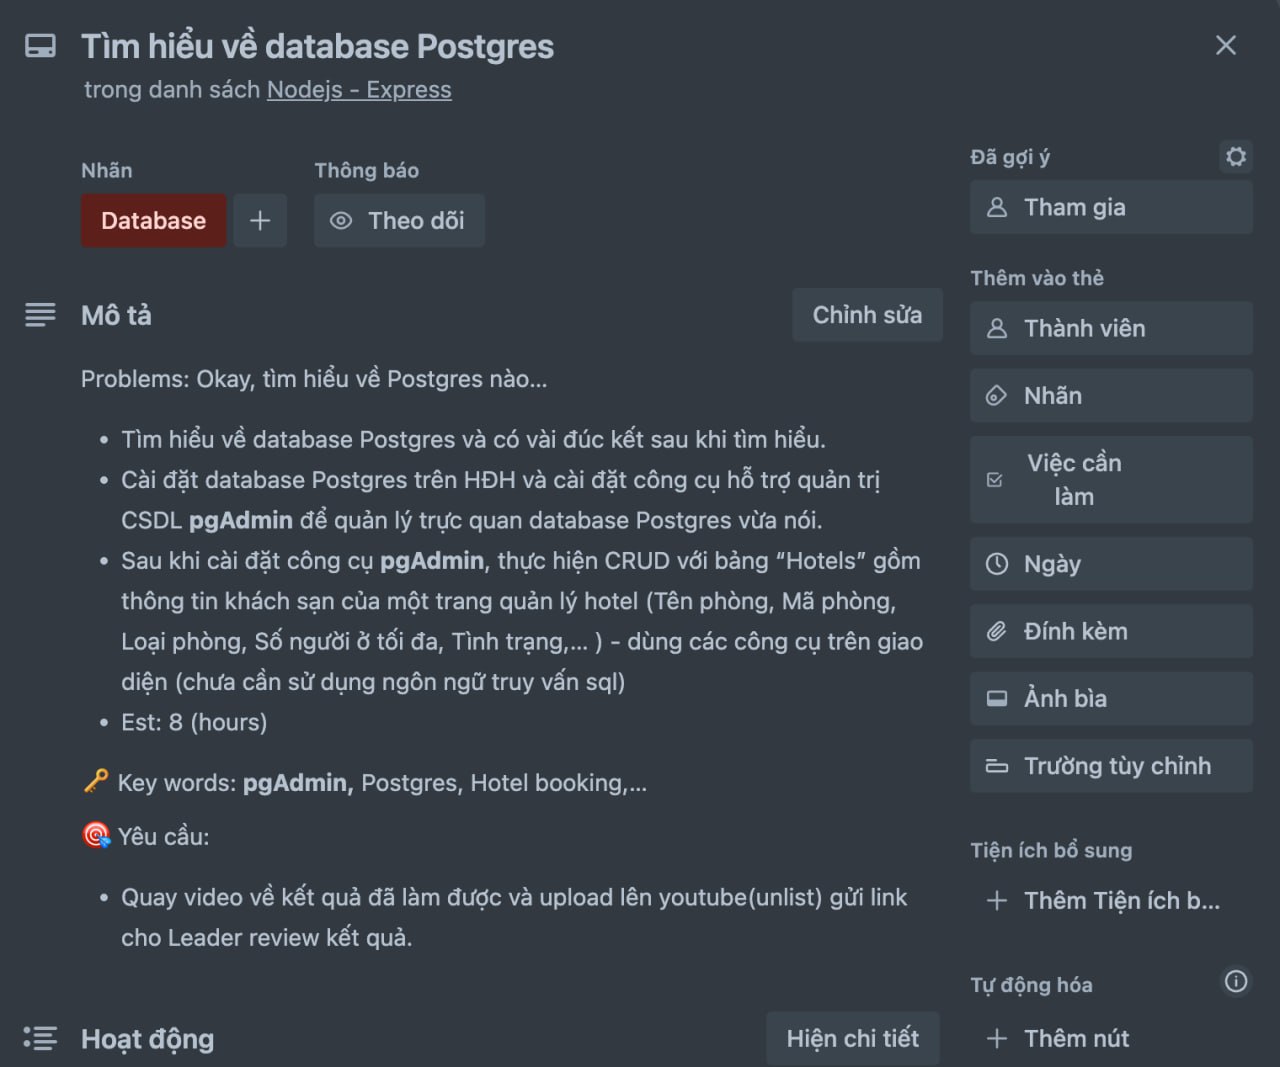 Tìm hiểu về database Postgres
trong danh sách Nodejs - Express
Nhãn
Thông báo
Database
Theo dõi
Mô tả
Chỉnh sửa
Problems: Okay, tìm hiểu về Postgres nào...
• Tìm hiểu về database Postgres và có vài đúc kết sau khi tìm hiểu.
• Cài đặt database Postgres trên HĐH và cài đặt công cụ hỗ trợ quản trị
CSDL pgAdmin để quản lý trực quan database Postgres vừa nói.
• Sau khi cài đặt công cụ pgAdmin, thực hiện CRUD với bảng “Hotels” gồm
thông tin khách sạn của một trang quản lý hotel (Tên phòng, Mã phòng,
Loại phòng, Số người ở tối đa, Tình trạng,... ) - dùng các công cụ trên giao
diện (chưa cần sử dụng ngôn ngữ truy vấn sql)
• Est: 8 (hours)
🔑 Key words: pgAdmin, Postgres, Hotel booking,...
🎯 Yêu cầu:
• Quay video về kết quả đã làm được và upload lên youtube(unlist) gửi link
cho Leader review kết quả.
Hoạt động
Hiện chi tiết
Đã gợi ý
Tham gia
Thêm vào thẻ
Thành viên
Nhãn
Việc cần
làm
Ngày
Đính kèm
Ảnh bìa
Trường tùy chỉnh
Tiện ích bổ sung
Thêm Tiện ích b...
Tự động hóa
Thêm nút